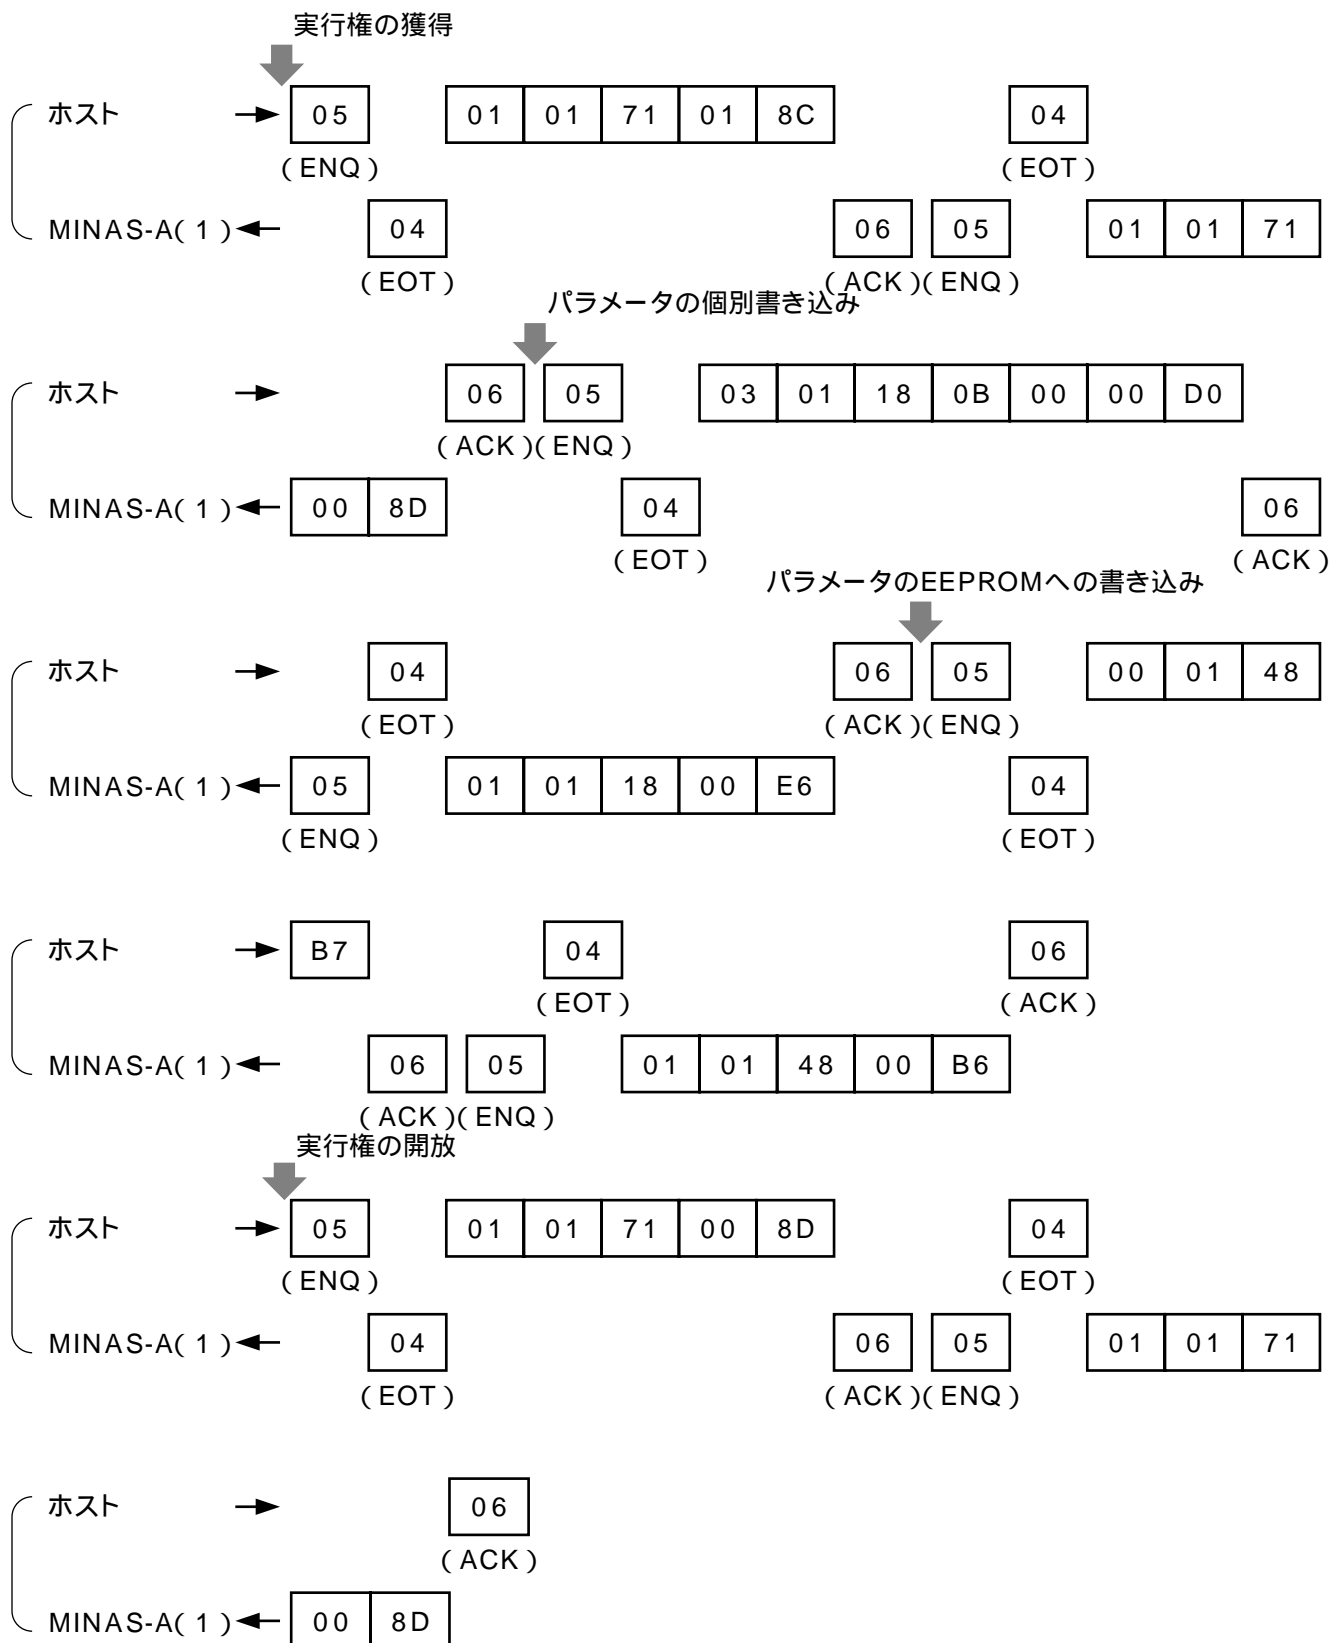 実行権の獲得
ホスト 05 01 01 71 01 8C 04
(ENQ) (EOT)
MINAS-A(1) 04 06 05 01 01 71
(EOT) (ACK)(ENQ)
パラメータの個別書き込み
ホスト 06 05 03 01 18 0B 00 00 D0
(ACK)(ENQ)
MINAS-A(1) 00 8D 04 06
(EOT) (ACK)
パラメータのEEPROMへの書き込み
ホスト 04 06 05 00 01 48
(EOT) (ACK)(ENQ)
MINAS-A(1) 05 01 01 18 00 E6 04
(ENQ) (EOT)
ホスト B7 04 06
(EOT) (ACK)
MINAS-A(1) 06 05 01 01 48 00 B6
(ACK)(ENQ)
実行権の開放
ホスト 05 01 01 71 00 8D 04
(ENQ) (EOT)
MINAS-A(1) 04 06 05 01 01 71
(EOT) (ACK)(ENQ)
ホスト 06
(ACK)
MINAS-A(1) 00 8D